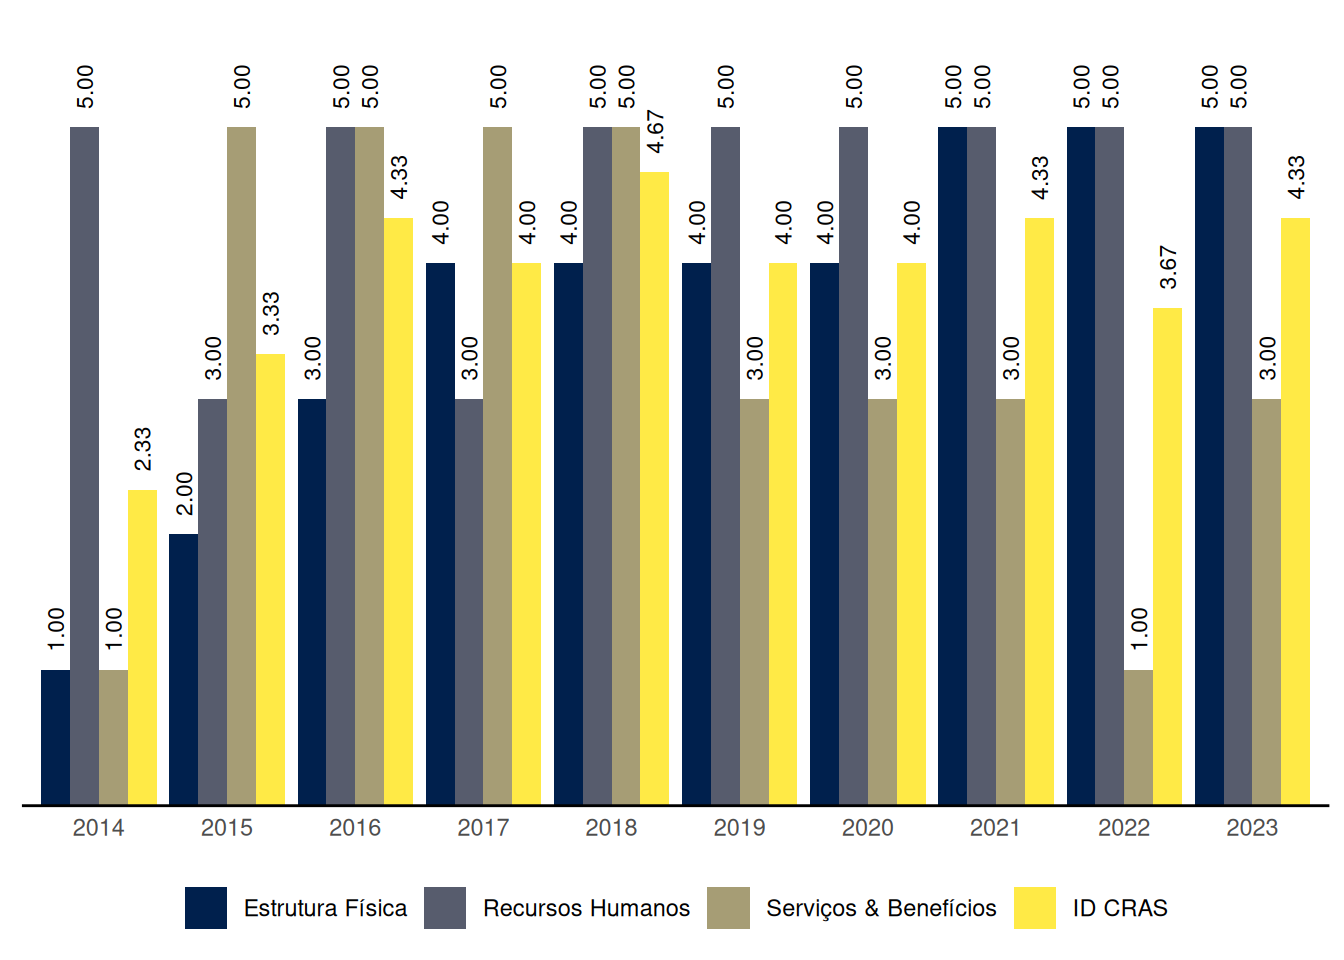 5.00 5.00 5.00 5.00 5.00 5.00 5.00 5.00 5.00 5.00 5.00 5.00 5.00 5.00 5.00
4.67
4.33 4.33 4.33
4.00 4.00 4.00 4.00 4.00 4.00 4.00
3.67
3.33
3.00 3.00 3.00 3.00 3.00 3.00 3.00
2.33
2.00
1.00 1.00 1.00
2014 2015 2016 2017 2018 2019 2020 2021 2022 2023
Estrutura Física Recursos Humanos Serviços & Benefícios ID CRAS